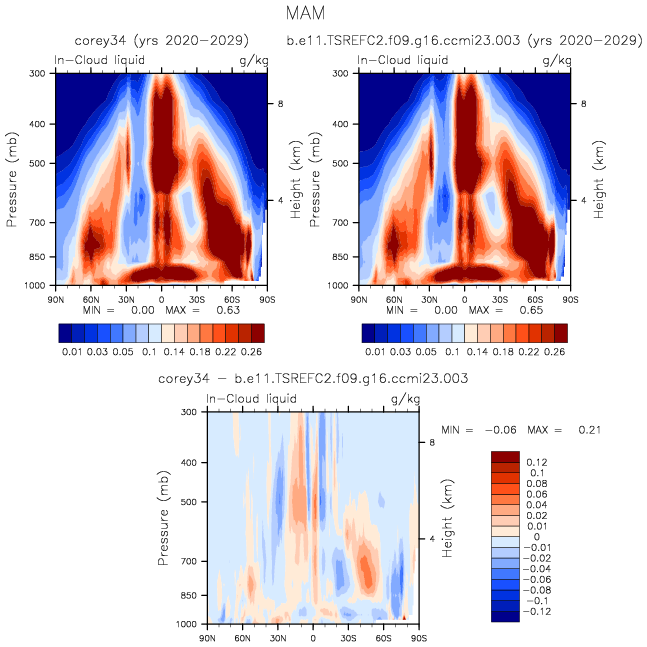 MAM
corey34 (yrs 2020-2029)
b.e11.TSREFC2.f09.g16.ccmi23.003 (yrs 2020-2029)
In-Cloud liquid g/kg
In-Cloud liquid g/kg
Pressure (mb)
300
400
500
700
850
1000
90N 60N 30N 0 30S 60S 90S
8
4
Height (km)
MIN = 0.00 MAX = 0.63
0.01 0.03 0.05 0.1 0.14 0.18 0.22 0.26
Pressure (mb)
300
400
500
700
850
1000
90N 60N 30N 0 30S 60S 90S
8
4
Height (km)
MIN = 0.00 MAX = 0.65
0.01 0.03 0.05 0.1 0.14 0.18 0.22 0.26
corey34 - b.e11.TSREFC2.f09.g16.ccmi23.003
In-Cloud liquid g/kg
Pressure (mb)
300
400
500
700
850
1000
90N 60N 30N 0 30S 60S 90S
8
4
Height (km)
MIN = -0.06 MAX = 0.21
0.12
0.1
0.08
0.06
0.04
0.02
0.01
0
-0.01
-0.02
-0.04
-0.06
-0.08
-0.1
-0.12